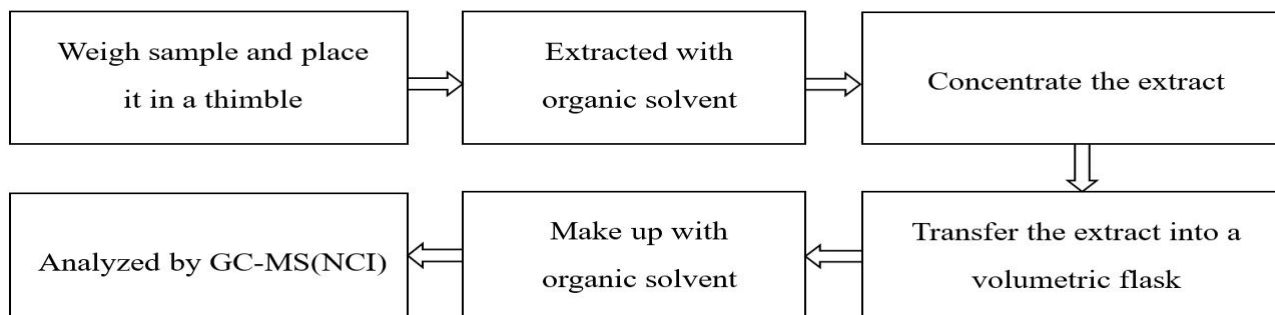 Weigh sample and place
it in a thimble
Extracted with
organic solvent
Concentrate the extract
Transfer the extract into a
volumetric flask
Make up with
organic solvent
Analyzed by GC-MS(NCI)